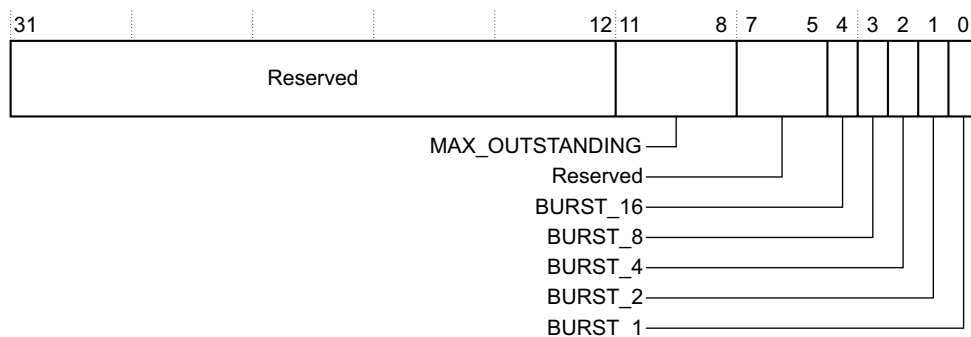 31 12 11 8 7 5 4 3 2 1 0
Reserved
MAX_OUTSTANDING
Reserved
BURST_16
BURST_8
BURST_4
BURST_2
BURST_1